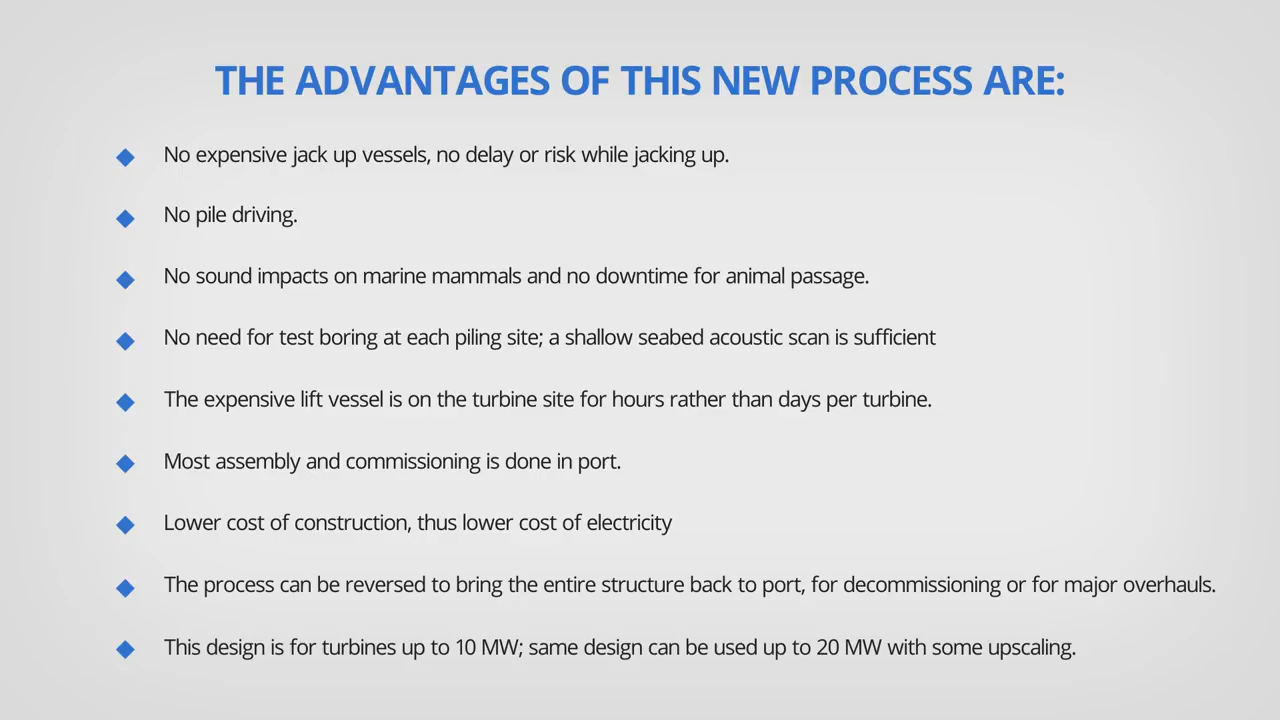 THE ADVANTAGES OF THIS NEW PROCESS ARE:
No expensive jack up vessels, no delay or risk while jacking up.
No pile driving.
No sound impacts on marine mammals and no downtime for animal passage.
No need for test boring at each piling site; a shallow seabed acoustic scan is sufficient
The expensive lift vessel is on the turbine site for hours rather than days per turbine.
Most assembly and commissioning is done in port.
Lower cost of construction, thus lower cost of electricity
The process can be reversed to bring the entire structure back to port, for decommissioning or for major overhauls.
This design is for turbines up to 10 MW; same design can be used up to 20 MW with some upscaling.